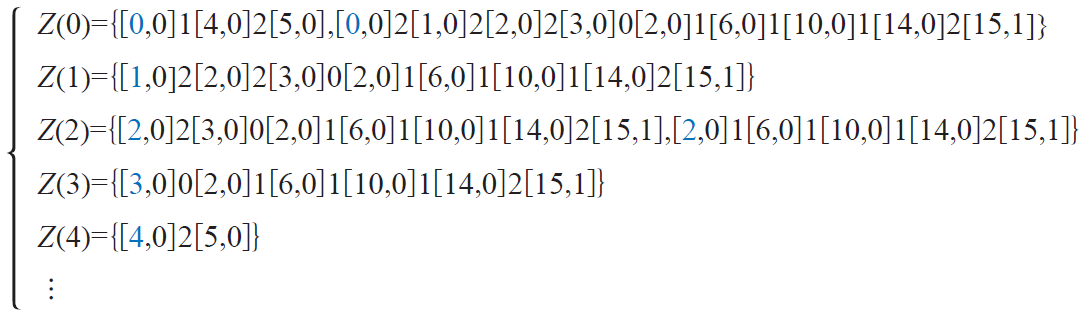 Z(0)={[0,0]1[4,0]2[5,0],[0,0]2[1,0]2[2,0]2[3,0]0[2,0]1[6,0]1[10,0]1[14,0]2[15,1]}
Z(1)={[1,0]2[2,0]2[3,0]0[2,0]1[6,0]1[10,0]1[14,0]2[15,1]}
Z(2)={[2,0]2[3,0]0[2,0]1[6,0]1[10,0]1[14,0]2[15,1],[2,0]1[6,0]1[10,0]1[14,0]2[15,1]}
Z(3)={[3,0]0[2,0]1[6,0]1[10,0]1[14,0]2[15,1]}
Z(4)={[4,0]2[5,0]}
⋮